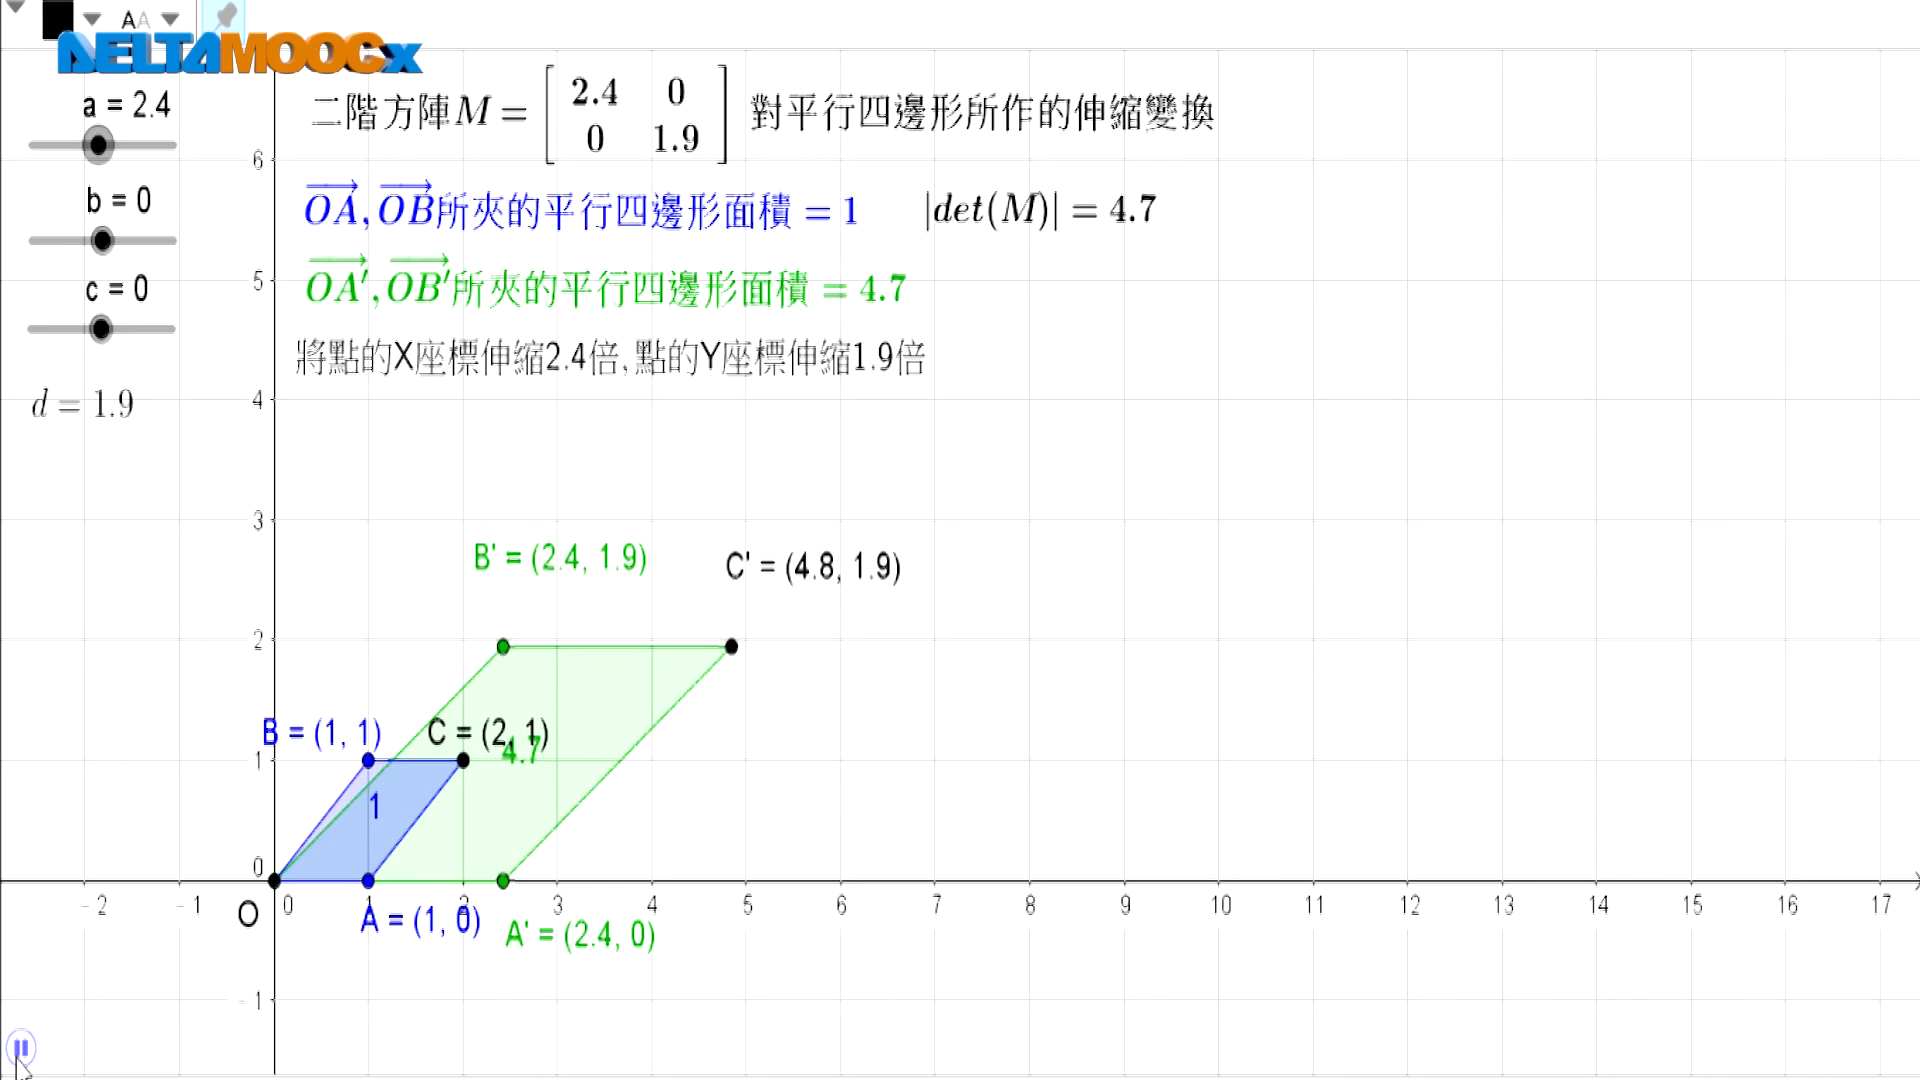 AA
DELTAMOOCx
a = 2.4
b = 0
c = 0
d = 1.9
二階方陣M = [ 2.4 0
0 1.9 ] 對平行四邊形所作的伸縮變換
OA, OB所夾的平行四邊形面積 = 1 |det(M)| = 4.7
OA', OB'所夾的平行四邊形面積 = 4.7
將點的X座標伸縮2.4倍, 點的Y座標伸縮1.9倍
6
5
4
3
B' = (2.4, 1.9) C' = (4.8, 1.9)
2
B = (1, 1) C = (2, 1)
4.7
1
1
0
-2 -1 O 0 2 3 4 5 6 7 8 9 10 11 12 13 14 15 16 17
A = (1, 0) A' = (2.4, 0)
-1